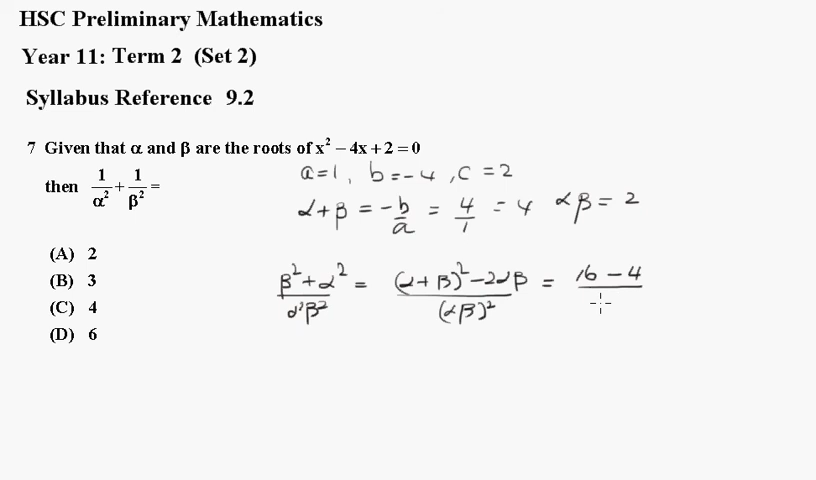 HSC Preliminary Mathematics
Year 11: Term 2 (Set 2)
Syllabus Reference 9.2
7 Given that α and β are the roots of x² − 4x + 2 = 0
then 1/α² + 1/β² =
a=1, b=-4, c=2
α+β = -b/a = 4/1 = 4 αβ = 2
(A) 2
(B) 3
(C) 4
(D) 6
(β²+α²)/(α²β²) = ((α+β)²-2αβ)/(αβ)² = 16-4